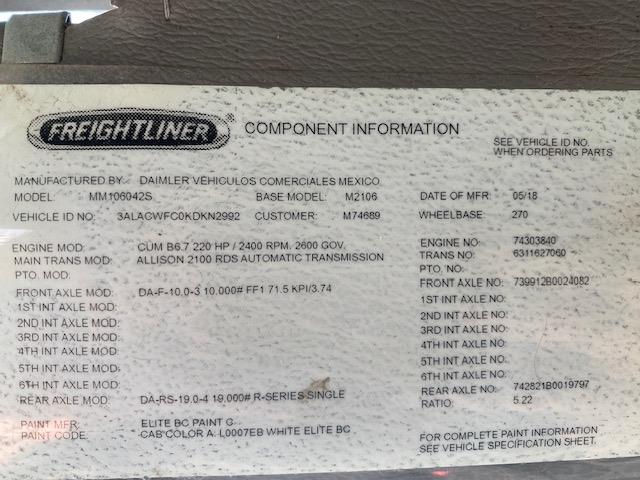 FREIGHTLINER ® COMPONENT INFORMATION
SEE VEHICLE ID NO.
WHEN ORDERING PARTS
MANUFACTURED BY: DAIMLER VEHICULOS COMERCIALES MEXICO
MODEL: MM106042S BASE MODEL: M2106 DATE OF MFR: 05/18
VEHICLE ID NO: 3ALACWFC0KDKN2992 CUSTOMER: M74689 WHEELBASE: 270
ENGINE MOD: CUM B6.7 220 HP / 2400 RPM. 2600 GOV. ENGINE NO: 74303840
MAIN TRANS MOD: ALLISON 2100 RDS AUTOMATIC TRANSMISSION TRANS NO: 6311627060
PTO. MOD: PTO. NO:
FRONT AXLE MOD: DA-F-10.0-3 10,000# FF1 71.5 KPI/3.74 FRONT AXLE NO: 739912B0024082
1ST INT AXLE MOD: 1ST INT AXLE NO:
2ND INT AXLE MOD: 2ND INT AXLE NO:
3RD INT AXLE MOD: 3RD INT AXLE NO:
4TH INT AXLE MOD: 4TH INT AXLE NO:
5TH INT AXLE MOD: 5TH INT AXLE NO:
6TH INT AXLE MOD: 6TH INT AXLE NO:
REAR AXLE MOD: DA-RS-19.0-4 19,000# R-SERIES SINGLE REAR AXLE NO: 742821B0019797
RATIO: 5.22
PAINT MFR: ELITE BC PAINT G
PAINT CODE: CAB COLOR A: L0007EB WHITE ELITE BC
FOR COMPLETE PAINT INFORMATION
SEE VEHICLE SPECIFICATION SHEET.